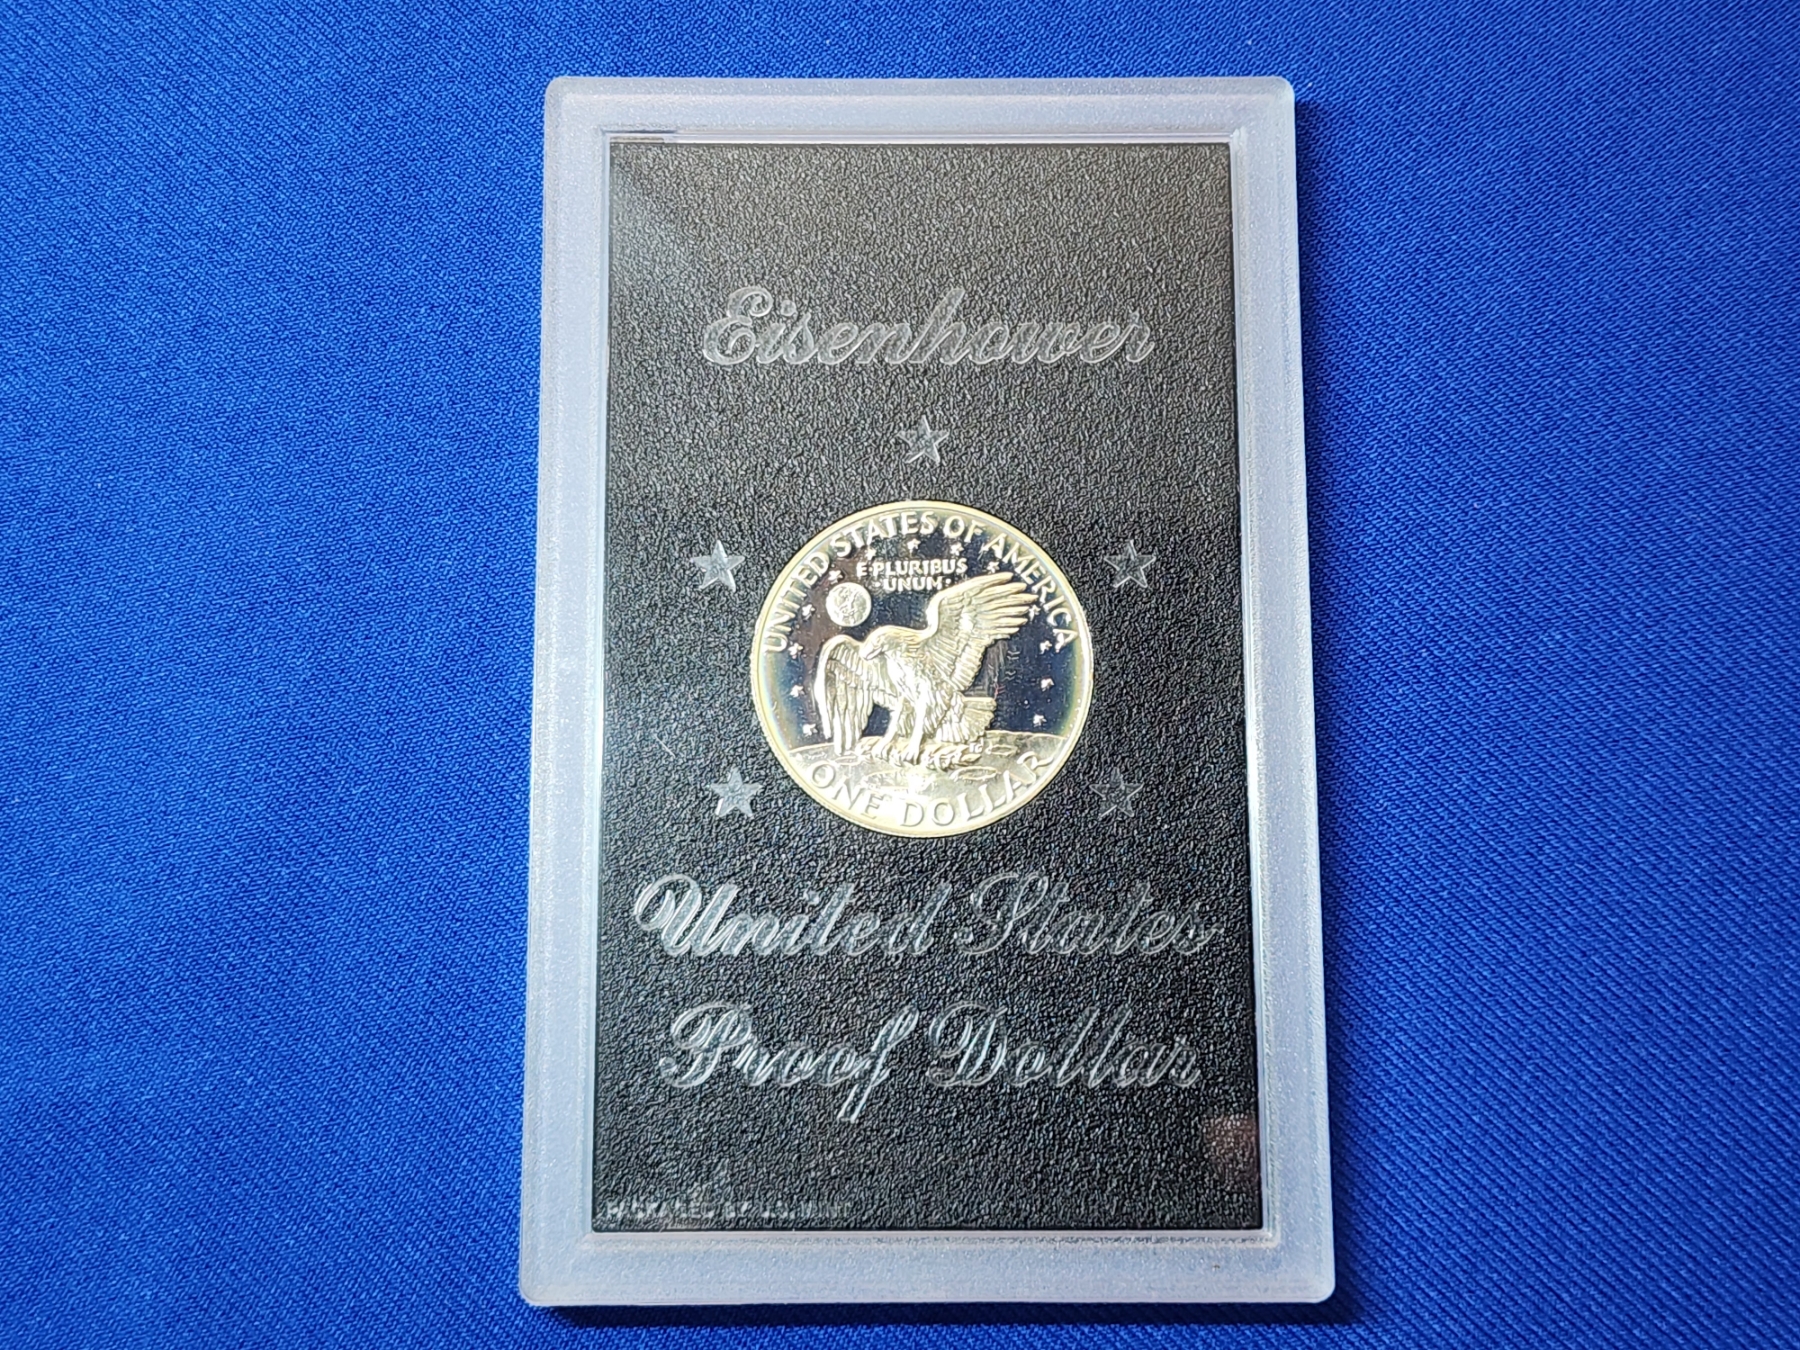 Eisenhower
UNITED STATES OF AMERICA
E·PLURIBUS
·UNUM·
ONE DOLLAR
United States
Proof Dollar
PACKAGED BY U.S. MINT